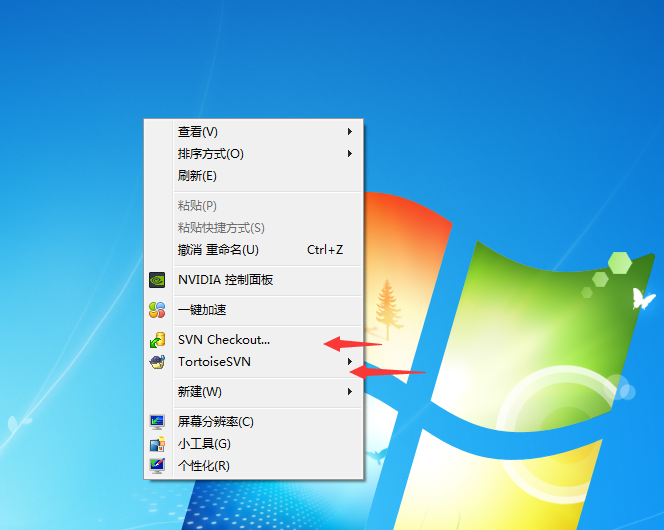 查看(V)
排序方式(O)
刷新(E)
粘贴(P)
粘贴快捷方式(S)
撤消 重命名(U) Ctrl+Z
NVIDIA 控制面板
一键加速
SVN Checkout...
TortoiseSVN
新建(W)
屏幕分辨率(C)
小工具(G)
个性化(R)